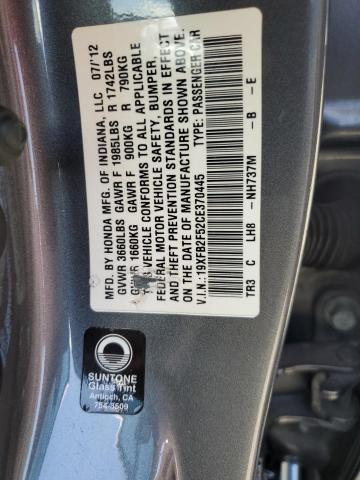 MFD. BY HONDA MFG. OF INDIANA, LLC 07/'12
GVWR 3660LBS GAWR F 1985LBS R 1742LBS
GVWR 1660KG GAWR F 900KG R 790KG
THIS VEHICLE CONFORMS TO ALL APPLICABLE
FEDERAL MOTOR VEHICLE SAFETY, BUMPER,
AND THEFT PREVENTION STANDARDS IN EFFECT
ON THE DATE OF MANUFACTURE SHOWN ABOVE.
V.I.N.: 19XFB2F52CE370445 TYPE: PASSENGER CAR
TR3 C LH8 -NH737M -B -E
SUNTONE
Glass Tint
Antioch, CA
754-3509